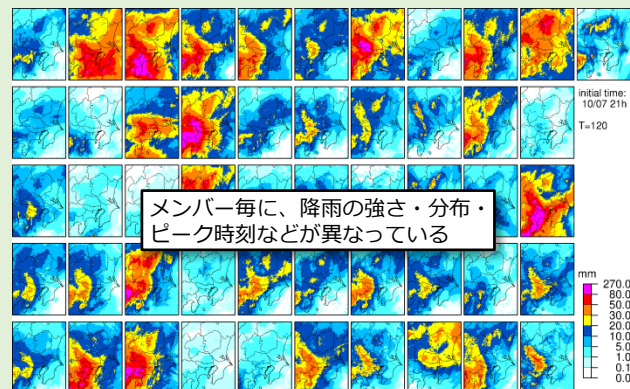 initial time:
10/07 21h
T=120
メンバー毎に、降雨の強さ・分布・
ピーク時刻などが異なっている
mm
270.0
80.0
50.0
30.0
20.0
10.0
5.0
1.0
0.1
0.0